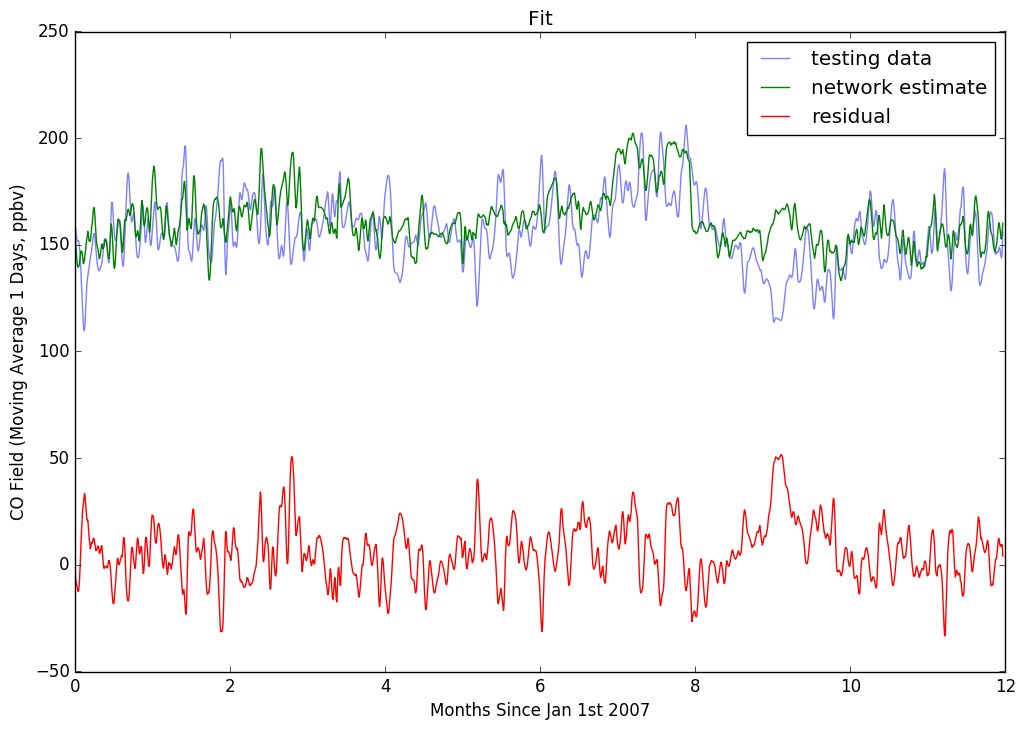 Fit
250
200
150
100
50
0
−50
CO Field (Moving Average 1 Days, ppbv)
testing data
network estimate
residual
0 2 4 6 8 10 12
Months Since Jan 1st 2007